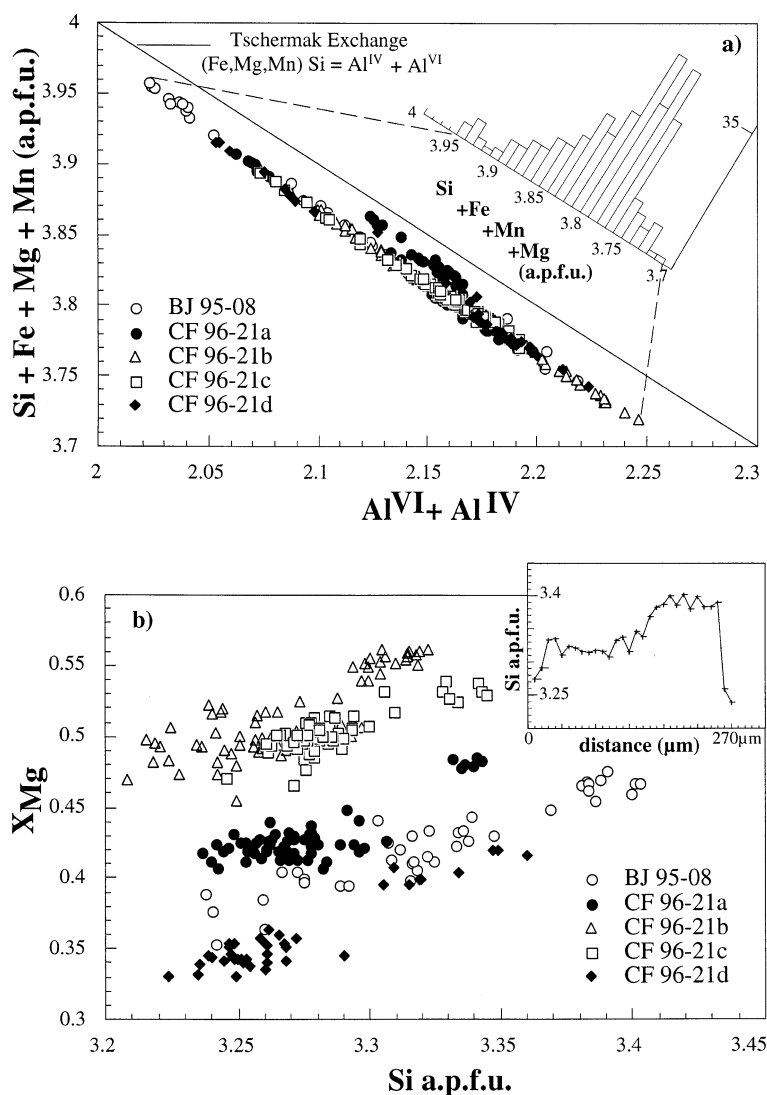 4
Tschermak Exchange
(Fe,Mg,Mn) Si = Al^IV + Al^VI
a)
3.95
3.9
3.85
3.8
3.75
3.7
Si + Fe + Mg + Mn (a.p.f.u.)
4
3.95
3.9
3.85
3.8
3.75
3.7
35
Si
+Fe
+Mn
+Mg
(a.p.f.u.)
BJ 95-08
CF 96-21a
CF 96-21b
CF 96-21c
CF 96-21d
2
2.05
2.1
2.15
2.2
2.25
2.3
Al^VI + Al^IV
b)
0.6
0.55
0.5
0.45
0.4
0.35
0.3
X_Mg
3.4
3.25
Si a.p.f.u.
0
distance (µm)
270µm
BJ 95-08
CF 96-21a
CF 96-21b
CF 96-21c
CF 96-21d
3.2
3.25
3.3
3.35
3.4
3.45
Si a.p.f.u.